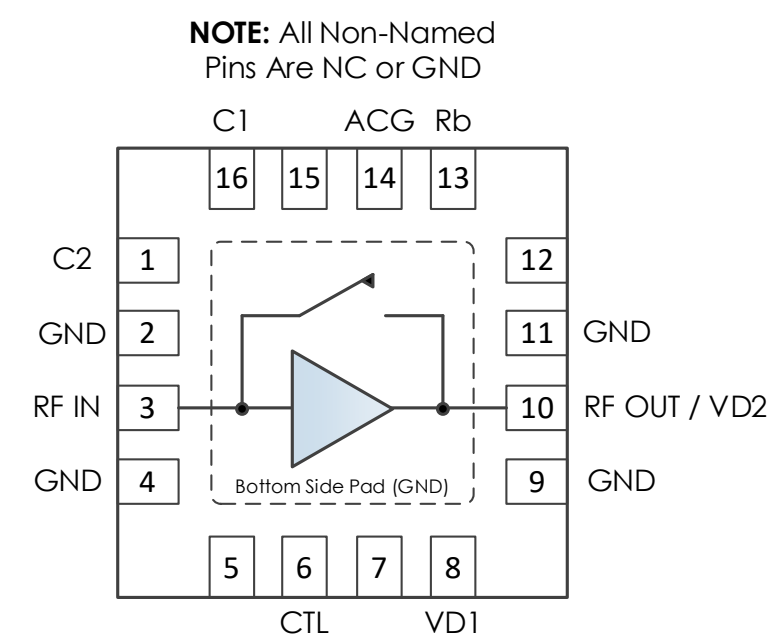 NOTE: All Non-Named
Pins Are NC or GND
C1 ACG Rb
16 15 14 13
C2 1 12
GND 2 11 GND
RF IN 3 10 RF OUT / VD2
GND 4 9 GND
Bottom Side Pad (GND)
5 6 7 8
CTL VD1